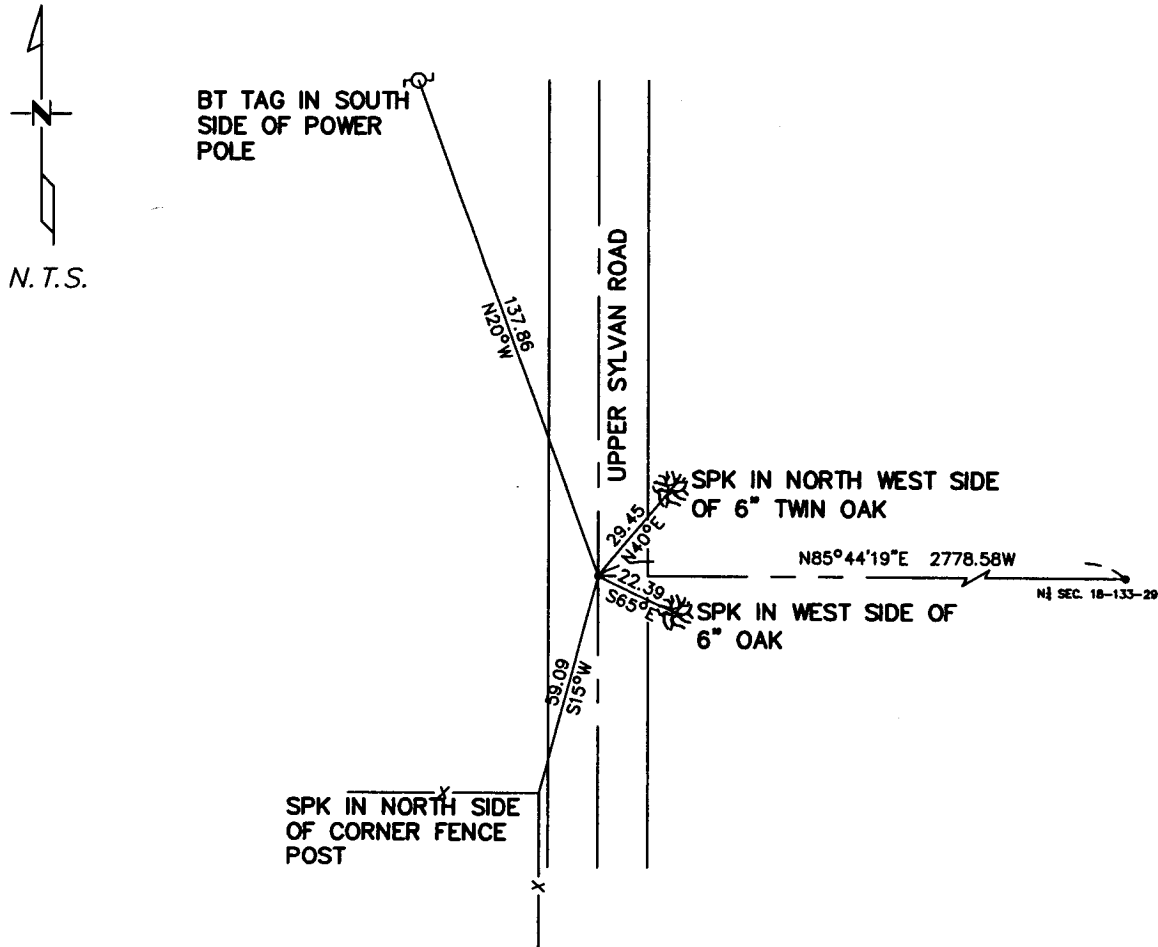 N
N.T.S.
BT TAG IN SOUTH
SIDE OF POWER
POLE
137.86
N20°W
UPPER SYLVAN ROAD
SPK IN NORTH WEST SIDE
OF 6" TWIN OAK
29.45
N40°E
N85°44'19"E 2778.58W
N¼ SEC. 18-133-29
22.39
S65°E
SPK IN WEST SIDE OF
6" OAK
59.09
S15°W
X
SPK IN NORTH SIDE
OF CORNER FENCE
POST
X